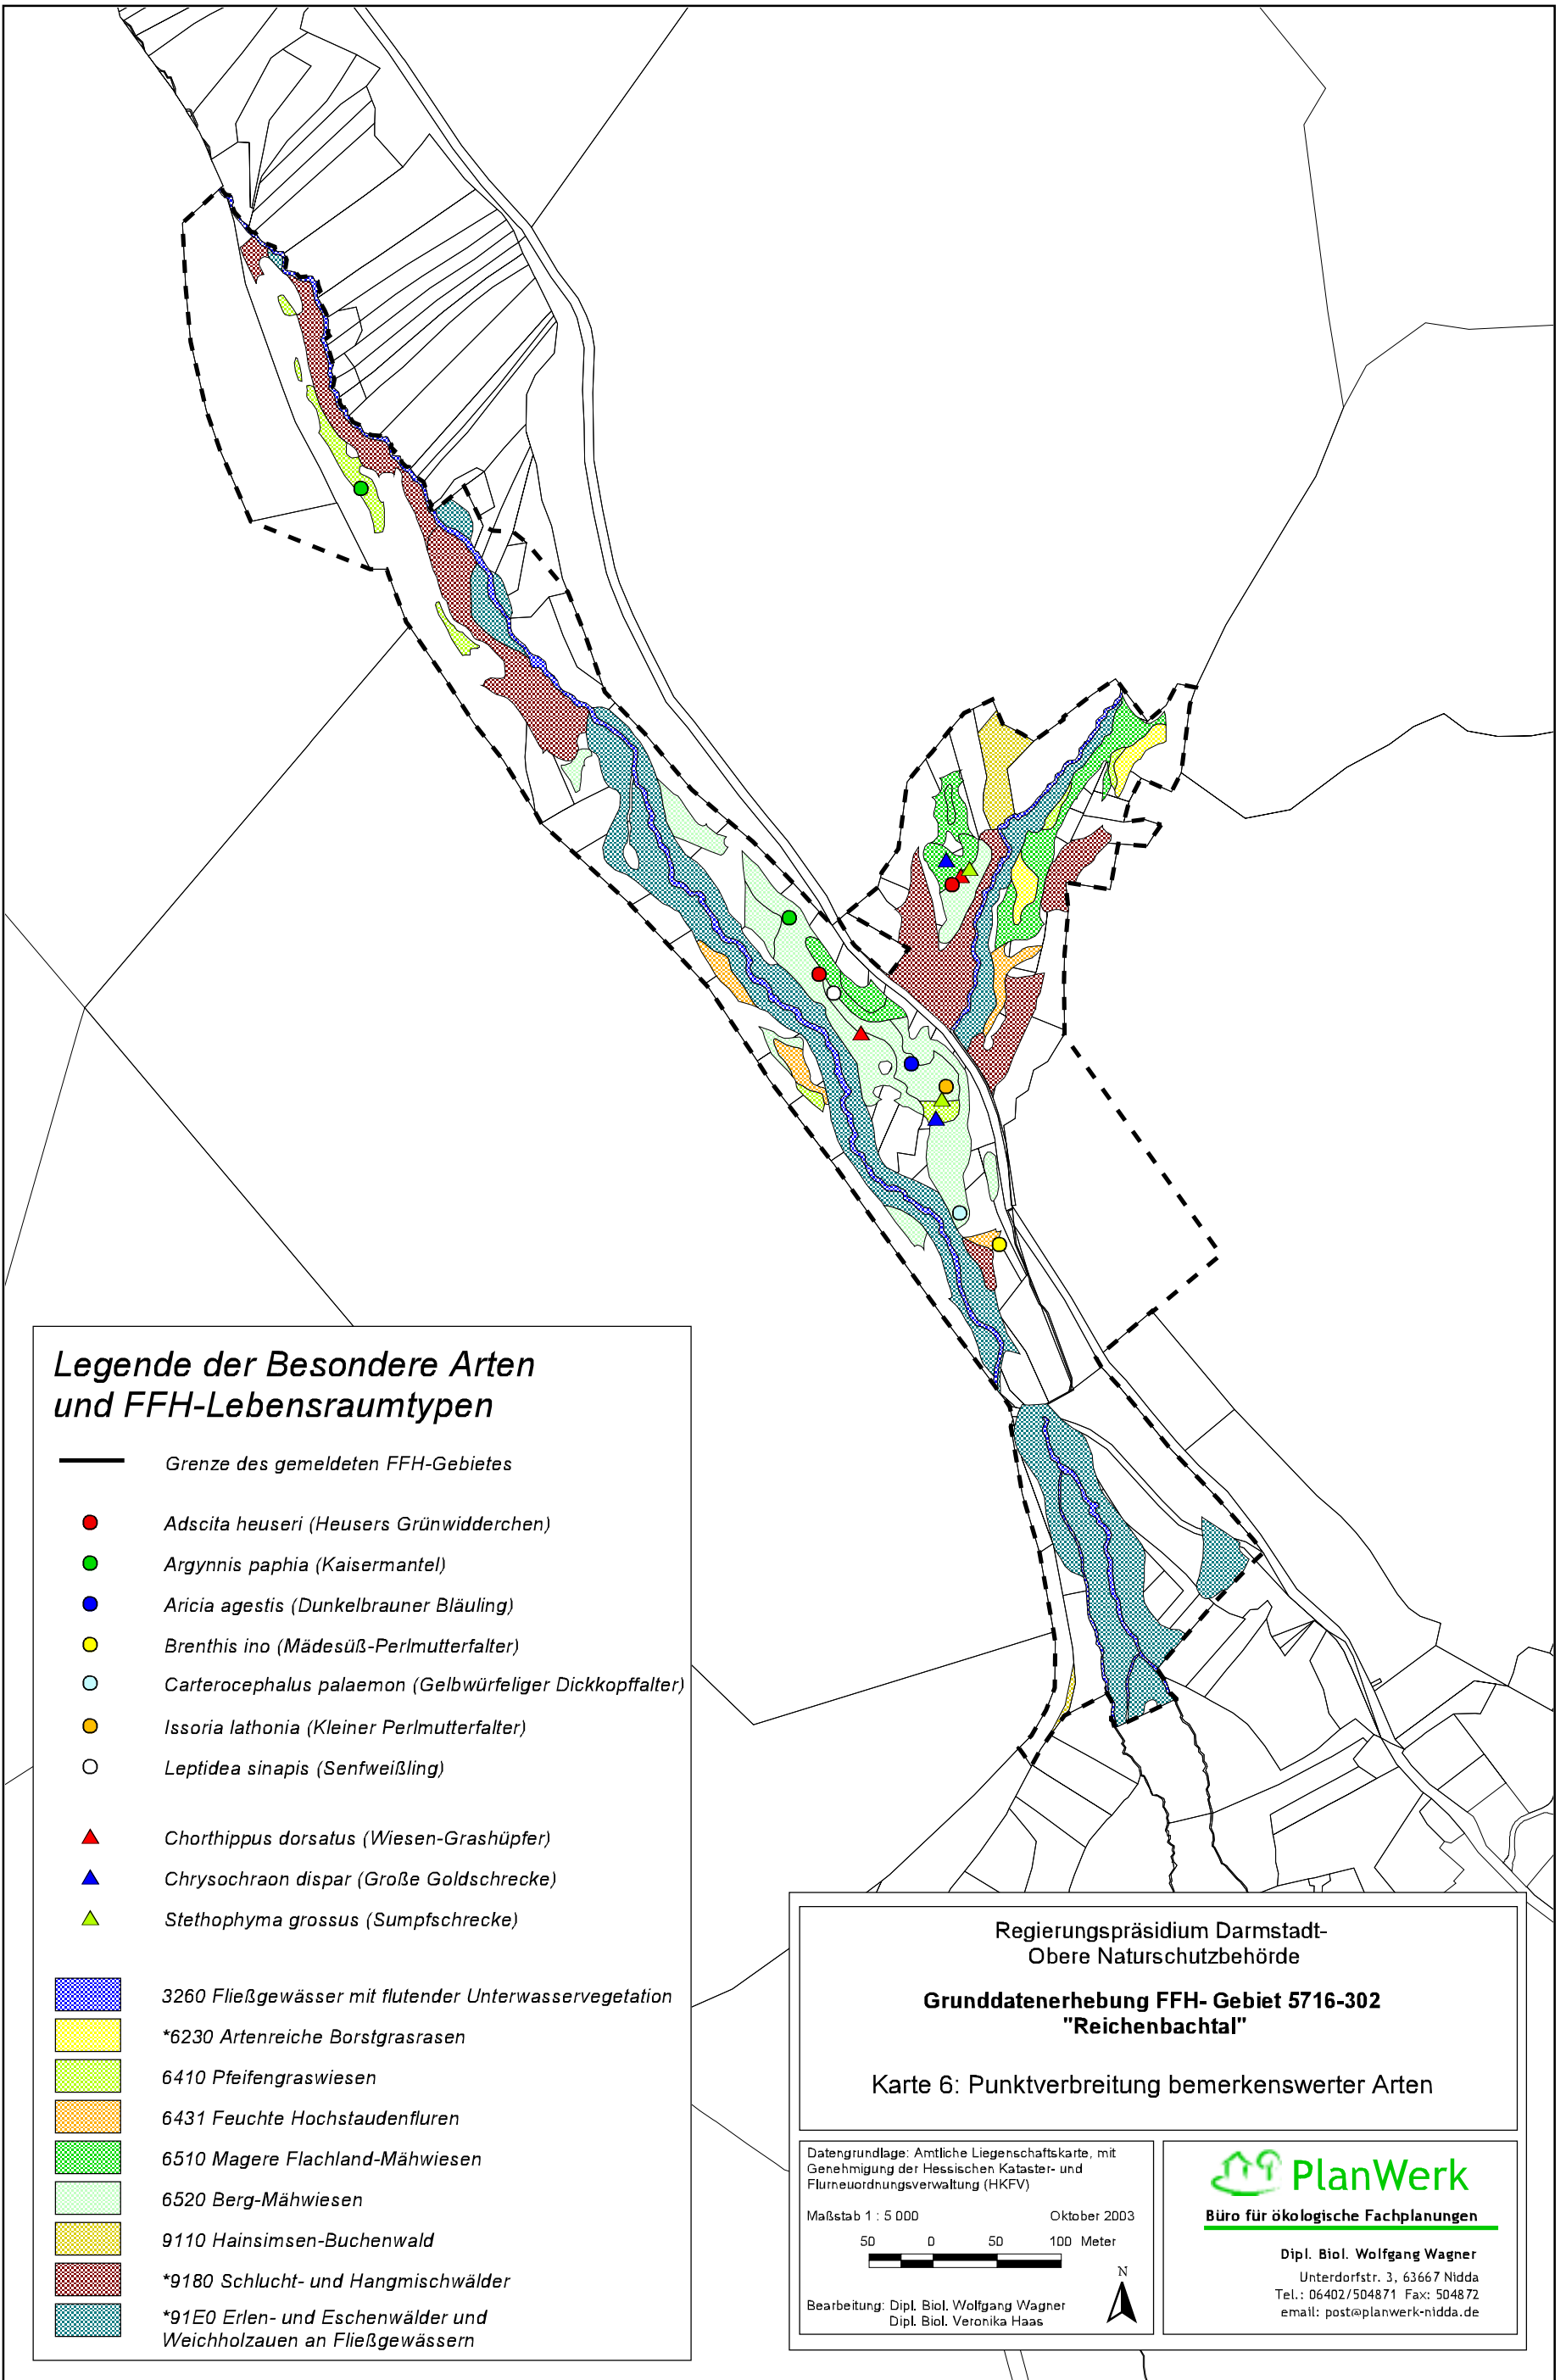 Legende der Besondere Arten
und FFH-Lebensraumtypen
Grenze des gemeldeten FFH-Gebietes
Adscita heuseri (Heusers Grünwidderchen)
Argynnis paphia (Kaisermantel)
Aricia agestis (Dunkelbrauner Bläuling)
Brenthis ino (Mädesüß-Perlmutterfalter)
Carterocephalus palaemon (Gelbwürfeliger Dickkopffalter)
Issoria lathonia (Kleiner Perlmutterfalter)
Leptidea sinapis (Senfweißling)
Chorthippus dorsatus (Wiesen-Grashüpfer)
Chrysochraon dispar (Große Goldschrecke)
Stethophyma grossus (Sumpfschrecke)
3260 Fließgewässer mit flutender Unterwasservegetation
*6230 Artenreiche Borstgrasrasen
6410 Pfeifengraswiesen
6431 Feuchte Hochstaudenfluren
6510 Magere Flachland-Mähwiesen
6520 Berg-Mähwiesen
9110 Hainsimsen-Buchenwald
*9180 Schlucht- und Hangmischwälder
*91E0 Erlen- und Eschenwälder und
Weichholzauen an Fließgewässern
Regierungspräsidium Darmstadt-
Obere Naturschutzbehörde
Grunddatenerhebung FFH- Gebiet 5716-302
"Reichenbachtal"
Karte 6: Punktverbreitung bemerkenswerter Arten
Datengrundlage: Amtliche Liegenschaftskarte, mit
Genehmigung der Hessischen Kataster- und
Flurneuordnungsverwaltung (HKFV)
Maßstab 1 : 5 000 Oktober 2003
50 0 50 100 Meter
N
Bearbeitung: Dipl. Biol. Wolfgang Wagner
Dipl. Biol. Veronika Haas
PlanWerk
Büro für ökologische Fachplanungen
Dipl. Biol. Wolfgang Wagner
Unterdorfstr. 3, 63667 Nidda
Tel.: 06402/504871 Fax: 504872
email: post@planwerk-nidda.de